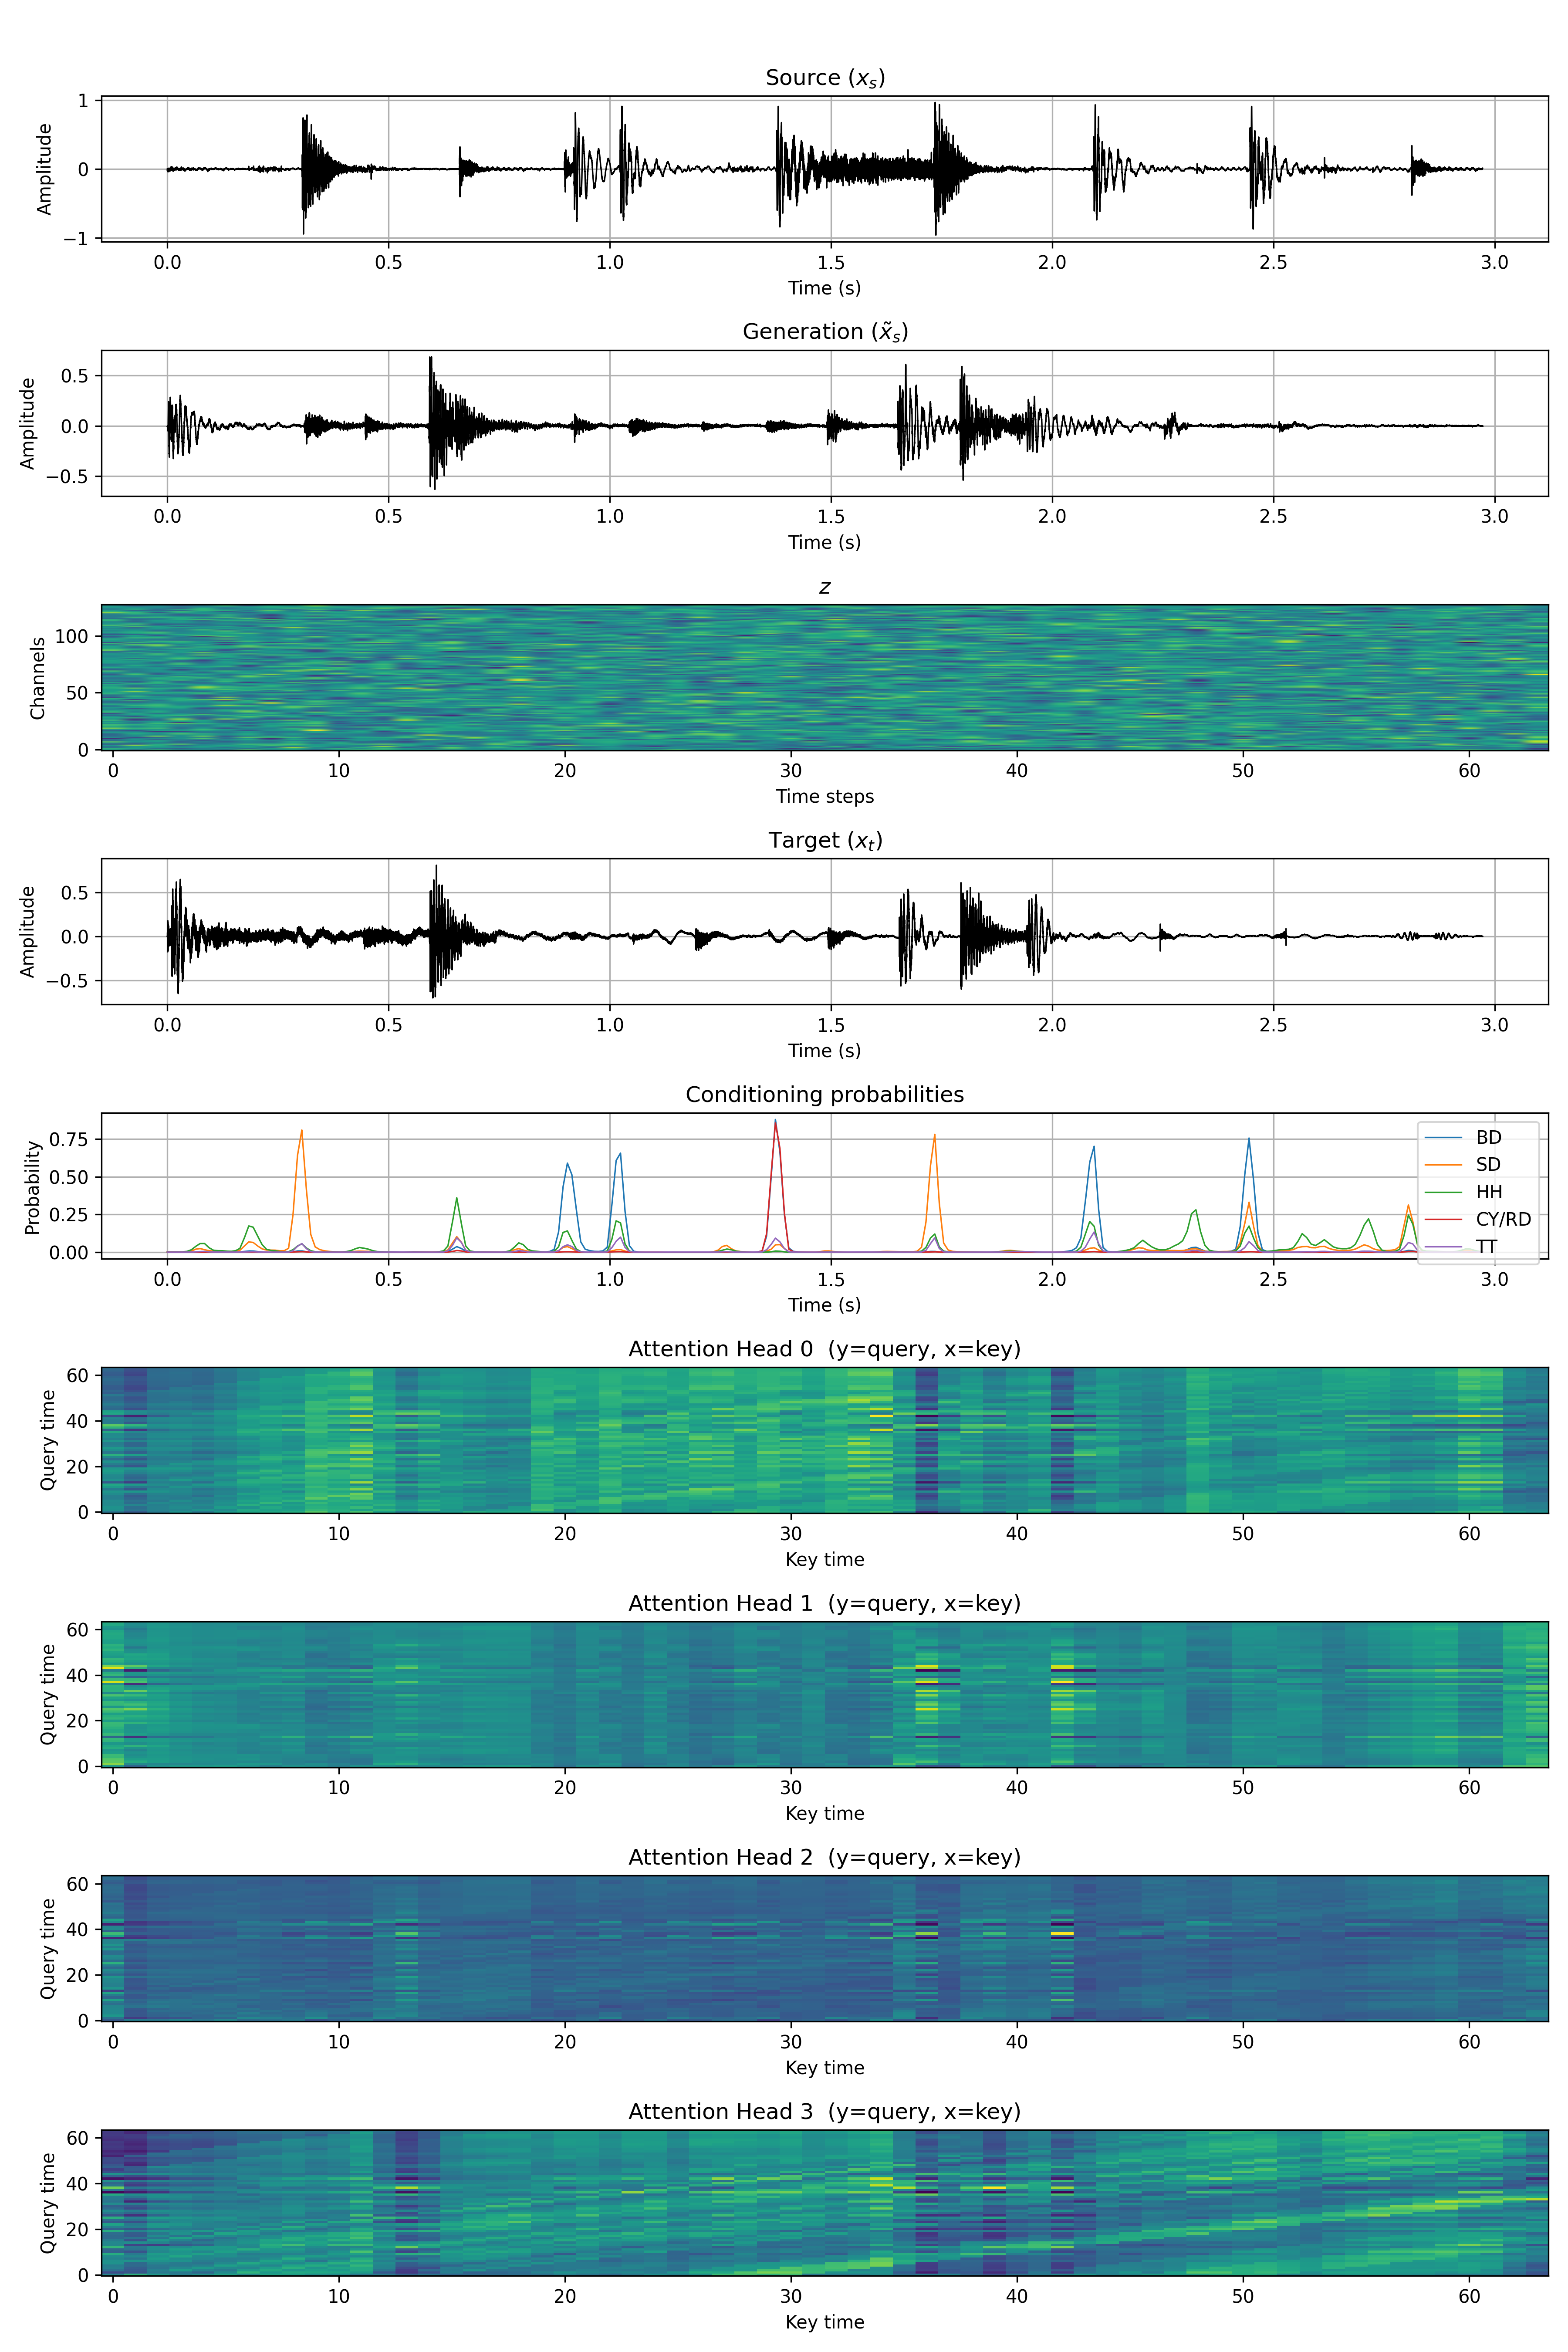 Source (xₛ)
Amplitude
1
0
−1
0.0 0.5 1.0 1.5 2.0 2.5 3.0
Time (s)
Generation (x̃ₛ)
Amplitude
0.5
0.0
−0.5
0.0 0.5 1.0 1.5 2.0 2.5 3.0
Time (s)
z
Channels
100
50
0
0 10 20 30 40 50 60
Time steps
Target (xₜ)
Amplitude
0.5
0.0
−0.5
0.0 0.5 1.0 1.5 2.0 2.5 3.0
Time (s)
Conditioning probabilities
Probability
0.75
0.50
0.25
0.00
BD
SD
HH
CY/RD
TT
0.0 0.5 1.0 1.5 2.0 2.5 3.0
Time (s)
Attention Head 0 (y=query, x=key)
Query time
60
40
20
0
0 10 20 30 40 50 60
Key time
Attention Head 1 (y=query, x=key)
Query time
60
40
20
0
0 10 20 30 40 50 60
Key time
Attention Head 2 (y=query, x=key)
Query time
60
40
20
0
0 10 20 30 40 50 60
Key time
Attention Head 3 (y=query, x=key)
Query time
60
40
20
0
0 10 20 30 40 50 60
Key time